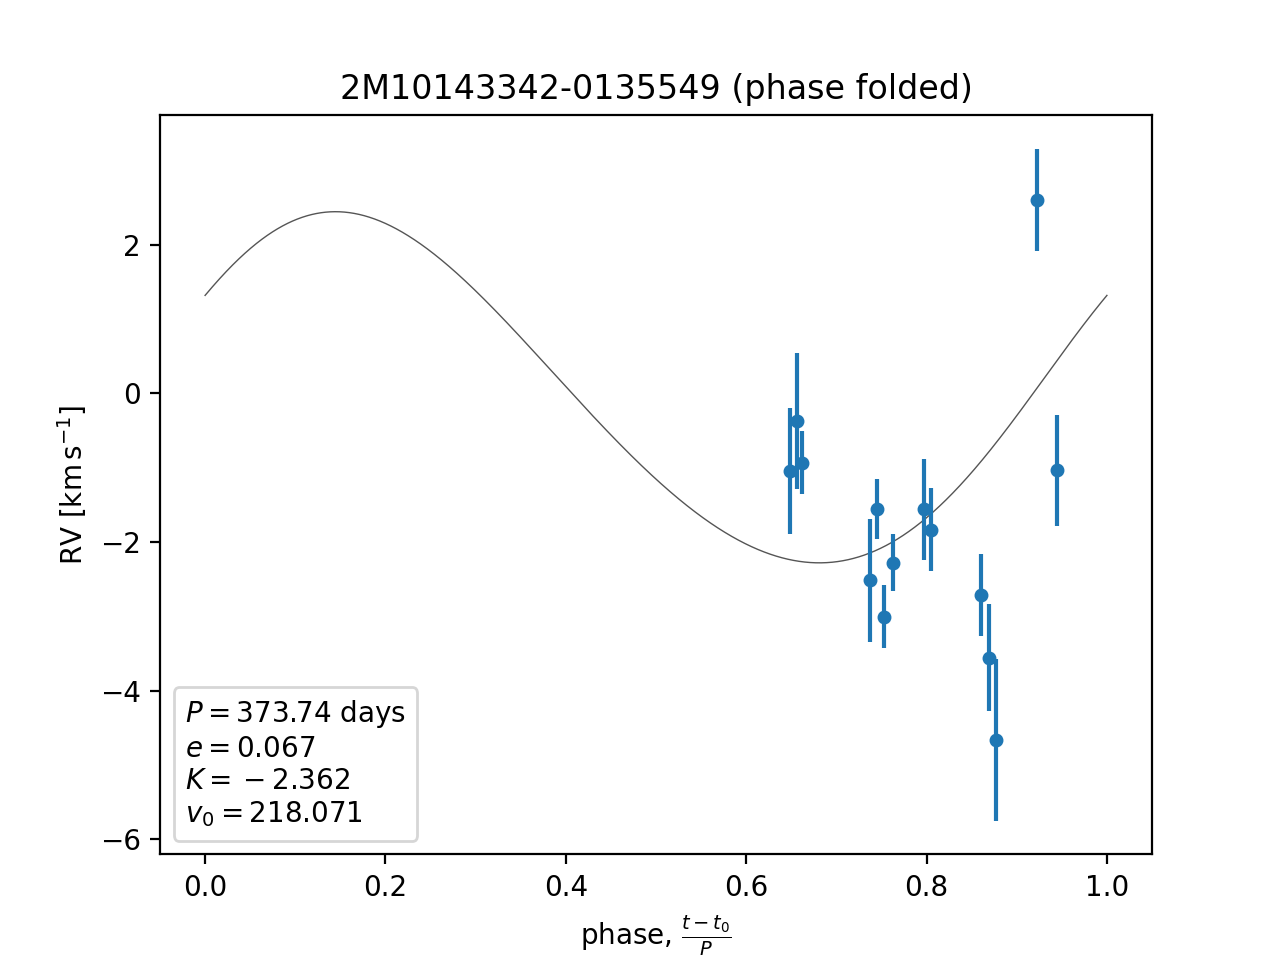 2M10143342-0135549 (phase folded)
RV [km s⁻¹]
2
0
−2
−4
−6
P = 373.74 days
e = 0.067
K = −2.362
v₀ = 218.071
0.0 0.2 0.4 0.6 0.8 1.0
phase, (t − t₀)/P